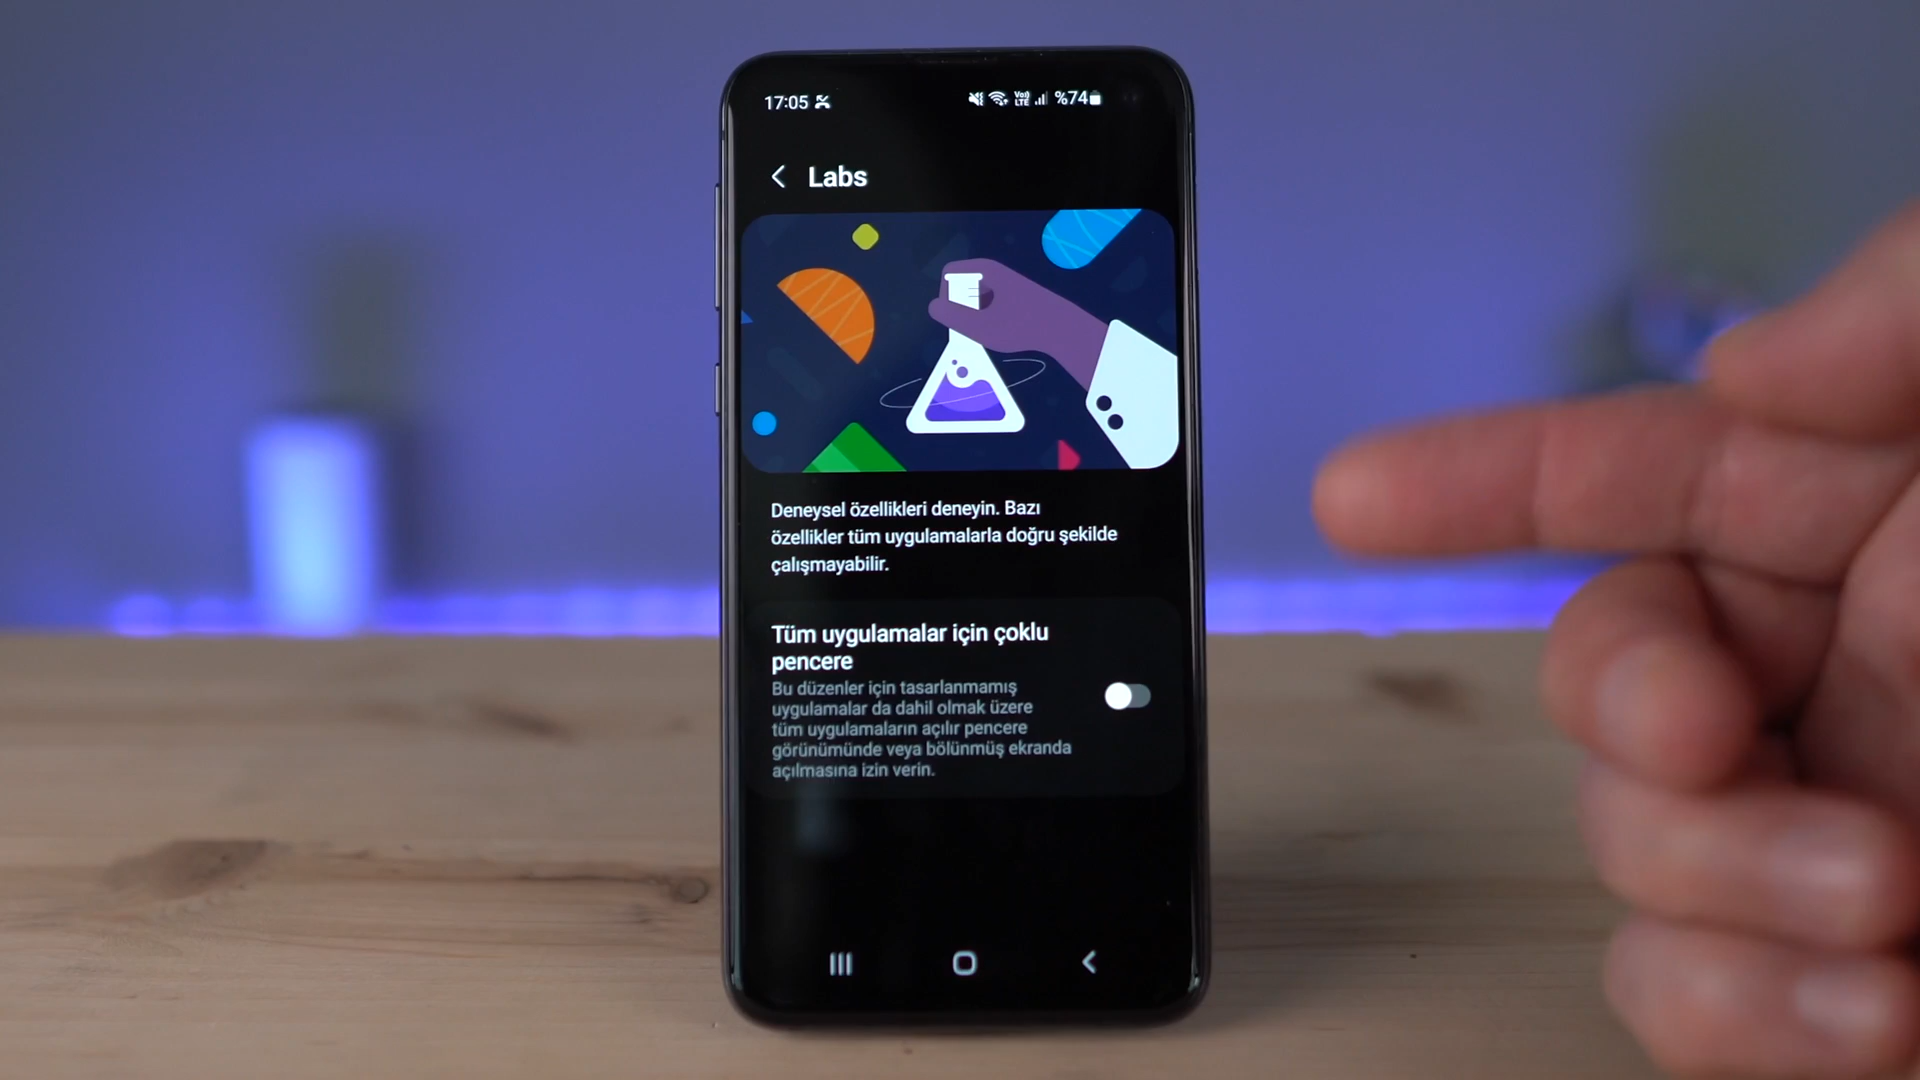 17:05 Vo) LTE %74
Labs
Deneysel özellikleri deneyin. Bazı
özellikler tüm uygulamalarla doğru şekilde
çalışmayabilir.
Tüm uygulamalar için çoklu
pencere
Bu düzenler için tasarlanmamış
uygulamalar da dahil olmak üzere
tüm uygulamaların açılır pencere
görünümünde veya bölünmüş ekranda
açılmasına izin verin.